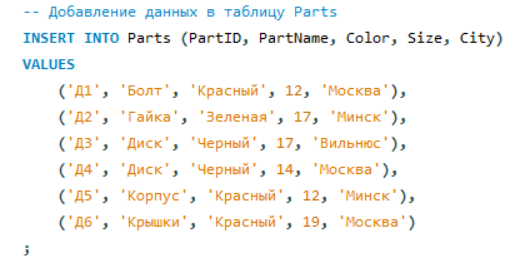 -- Добавление данных в таблицу Parts
INSERT INTO Parts (PartID, PartName, Color, Size, City)
VALUES
('Д1', 'Болт', 'Красный', 12, 'Москва'),
('Д2', 'Гайка', 'Зеленая', 17, 'Минск'),
('Д3', 'Диск', 'Черный', 17, 'Вильнюс'),
('Д4', 'Диск', 'Черный', 14, 'Москва'),
('Д5', 'Корпус', 'Красный', 12, 'Минск'),
('Д6', 'Крышки', 'Красный', 19, 'Москва')
;